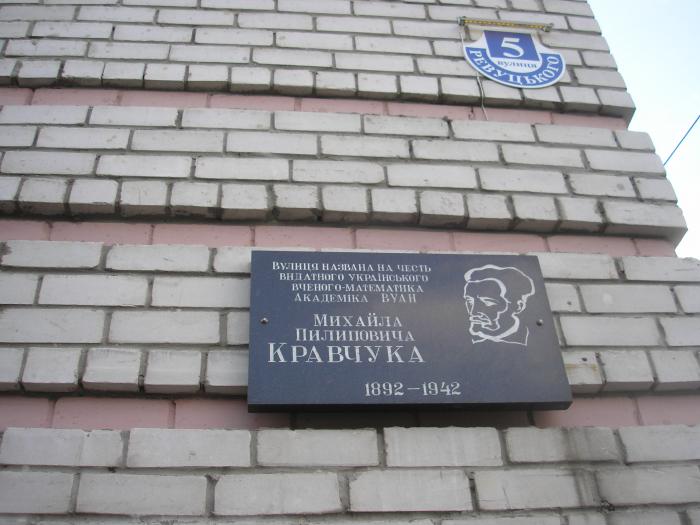 5
вулиця
РЕВУЦЬКОГО
ВУЛИЦЯ НАЗВАНА НА ЧЕСТЬ
ВИДАТНОГО УКРАЇНСЬКОГО
ВЧЕНОГО-МАТЕМАТИКА
АКАДЕМІКА ВУАН
МИХАЙЛА
ПИЛИПОВИЧА
КРАВЧУКА
1892-1942